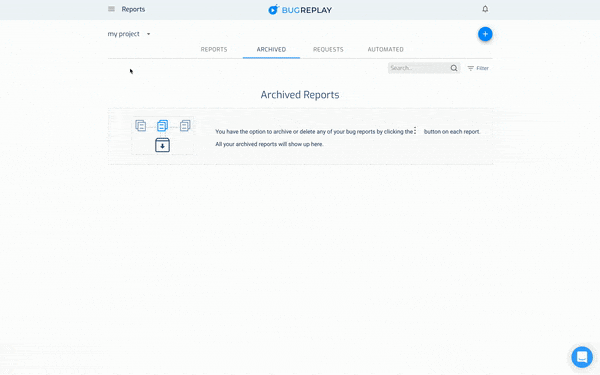 Reports
BUGREPLAY
my project
REPORTS ARCHIVED REQUESTS AUTOMATED
Search... Filter
Archived Reports
You have the option to archive or delete any of your bug reports by clicking the button on each report.
All your archived reports will show up here.